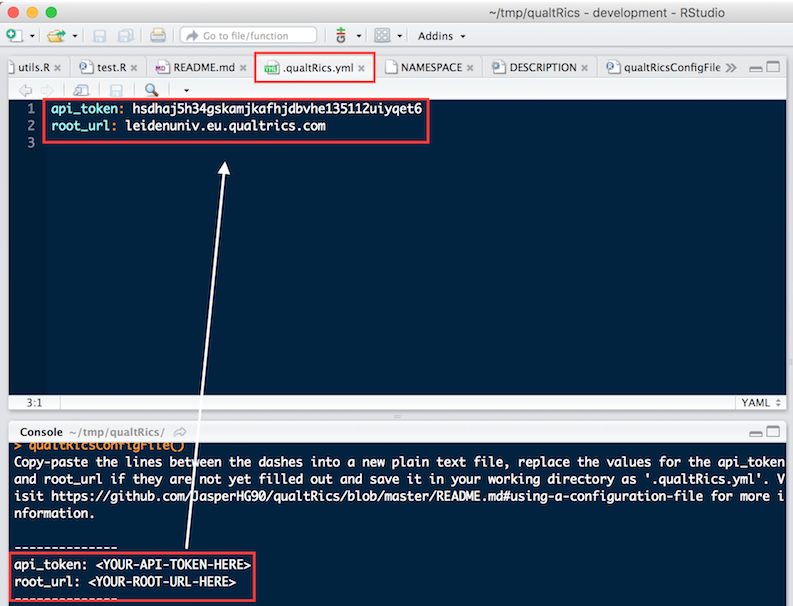 ~/tmp/qualtRics - development - RStudio
Go to file/function
Addins
utils.R
test.R
README.md
.qualtRics.yml
NAMESPACE
DESCRIPTION
qualtRicsConfigFile
1 api_token: hsdhaj5h34gskamjkafhjdbvhe135112uiyqet6
2 root_url: leidenuniv.eu.qualtrics.com
3
3:1
YAML
Console ~/tmp/qualtRics/
> qualtRicsConfigFile()
Copy-paste the lines between the dashes into a new plain text file, replace the values for the api_token
and root_url if they are not yet filled out and save it in your working directory as '.qualtRics.yml'. V
isit https://github.com/JasperHG90/qualtRics/blob/master/README.md#using-a-configuration-file for more i
nformation.
--------------
api_token: <YOUR-API-TOKEN-HERE>
root_url: <YOUR-ROOT-URL-HERE>
--------------